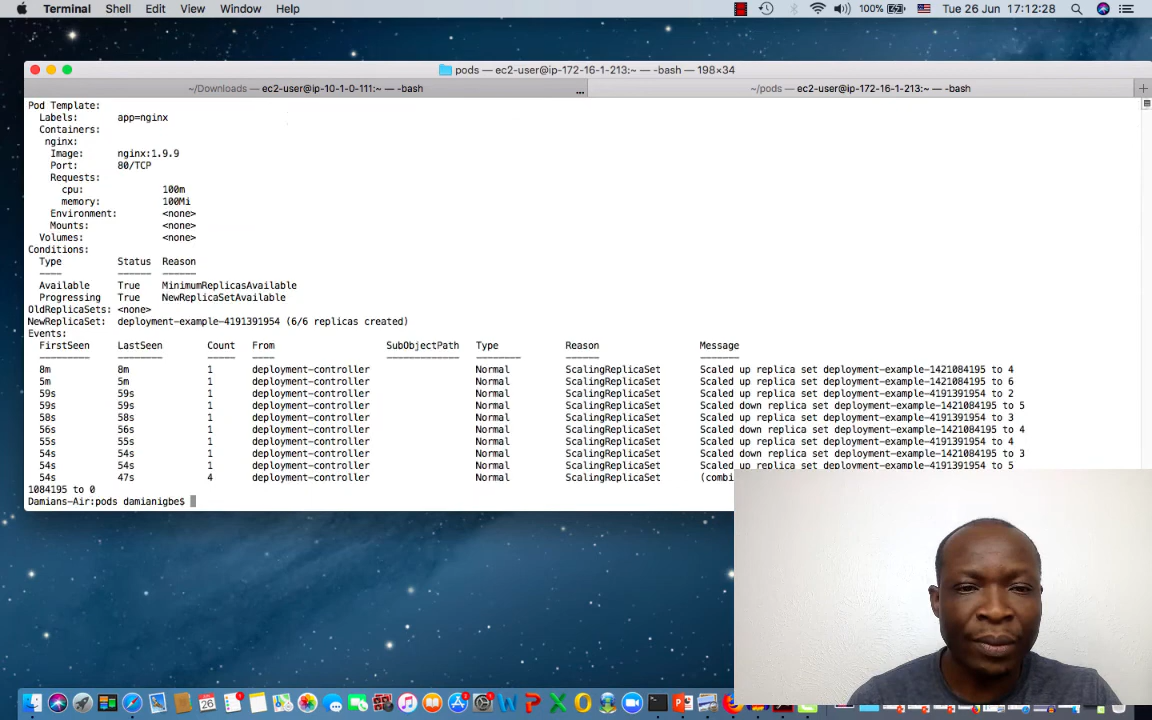 Terminal Shell Edit View Window Help 100% Tue 26 Jun 17:12:28
pods — ec2-user@ip-172-16-1-213:~ — -bash — 198×34
~/Downloads — ec2-user@ip-10-1-0-111:~ — -bash ... ~/pods — ec2-user@ip-172-16-1-213:~ — -bash +
Pod Template:
Labels: app=nginx
Containers:
nginx:
Image: nginx:1.9.9
Port: 80/TCP
Requests:
cpu: 100m
memory: 100Mi
Environment: <none>
Mounts: <none>
Volumes: <none>
Conditions:
Type Status Reason
---- ------ ------
Available True MinimumReplicasAvailable
Progressing True NewReplicaSetAvailable
OldReplicaSets: <none>
NewReplicaSet: deployment-example-4191391954 (6/6 replicas created)
Events:
FirstSeen LastSeen Count From SubObjectPath Type Reason Message
--------- -------- ----- ---- ------------- -------- ------ -------
8m 8m 1 deployment-controller Normal ScalingReplicaSet Scaled up replica set deployment-example-1421084195 to 4
5m 5m 1 deployment-controller Normal ScalingReplicaSet Scaled up replica set deployment-example-1421084195 to 6
59s 59s 1 deployment-controller Normal ScalingReplicaSet Scaled up replica set deployment-example-4191391954 to 2
59s 59s 1 deployment-controller Normal ScalingReplicaSet Scaled down replica set deployment-example-1421084195 to 5
58s 58s 1 deployment-controller Normal ScalingReplicaSet Scaled up replica set deployment-example-4191391954 to 3
56s 56s 1 deployment-controller Normal ScalingReplicaSet Scaled down replica set deployment-example-1421084195 to 4
55s 55s 1 deployment-controller Normal ScalingReplicaSet Scaled up replica set deployment-example-4191391954 to 4
54s 54s 1 deployment-controller Normal ScalingReplicaSet Scaled down replica set deployment-example-1421084195 to 3
54s 54s 1 deployment-controller Normal ScalingReplicaSet Scaled up replica set deployment-example-4191391954 to 5
54s 47s 4 deployment-controller Normal ScalingReplicaSet (combi
1084195 to 0
Damians-Air:pods damianigbe$
26